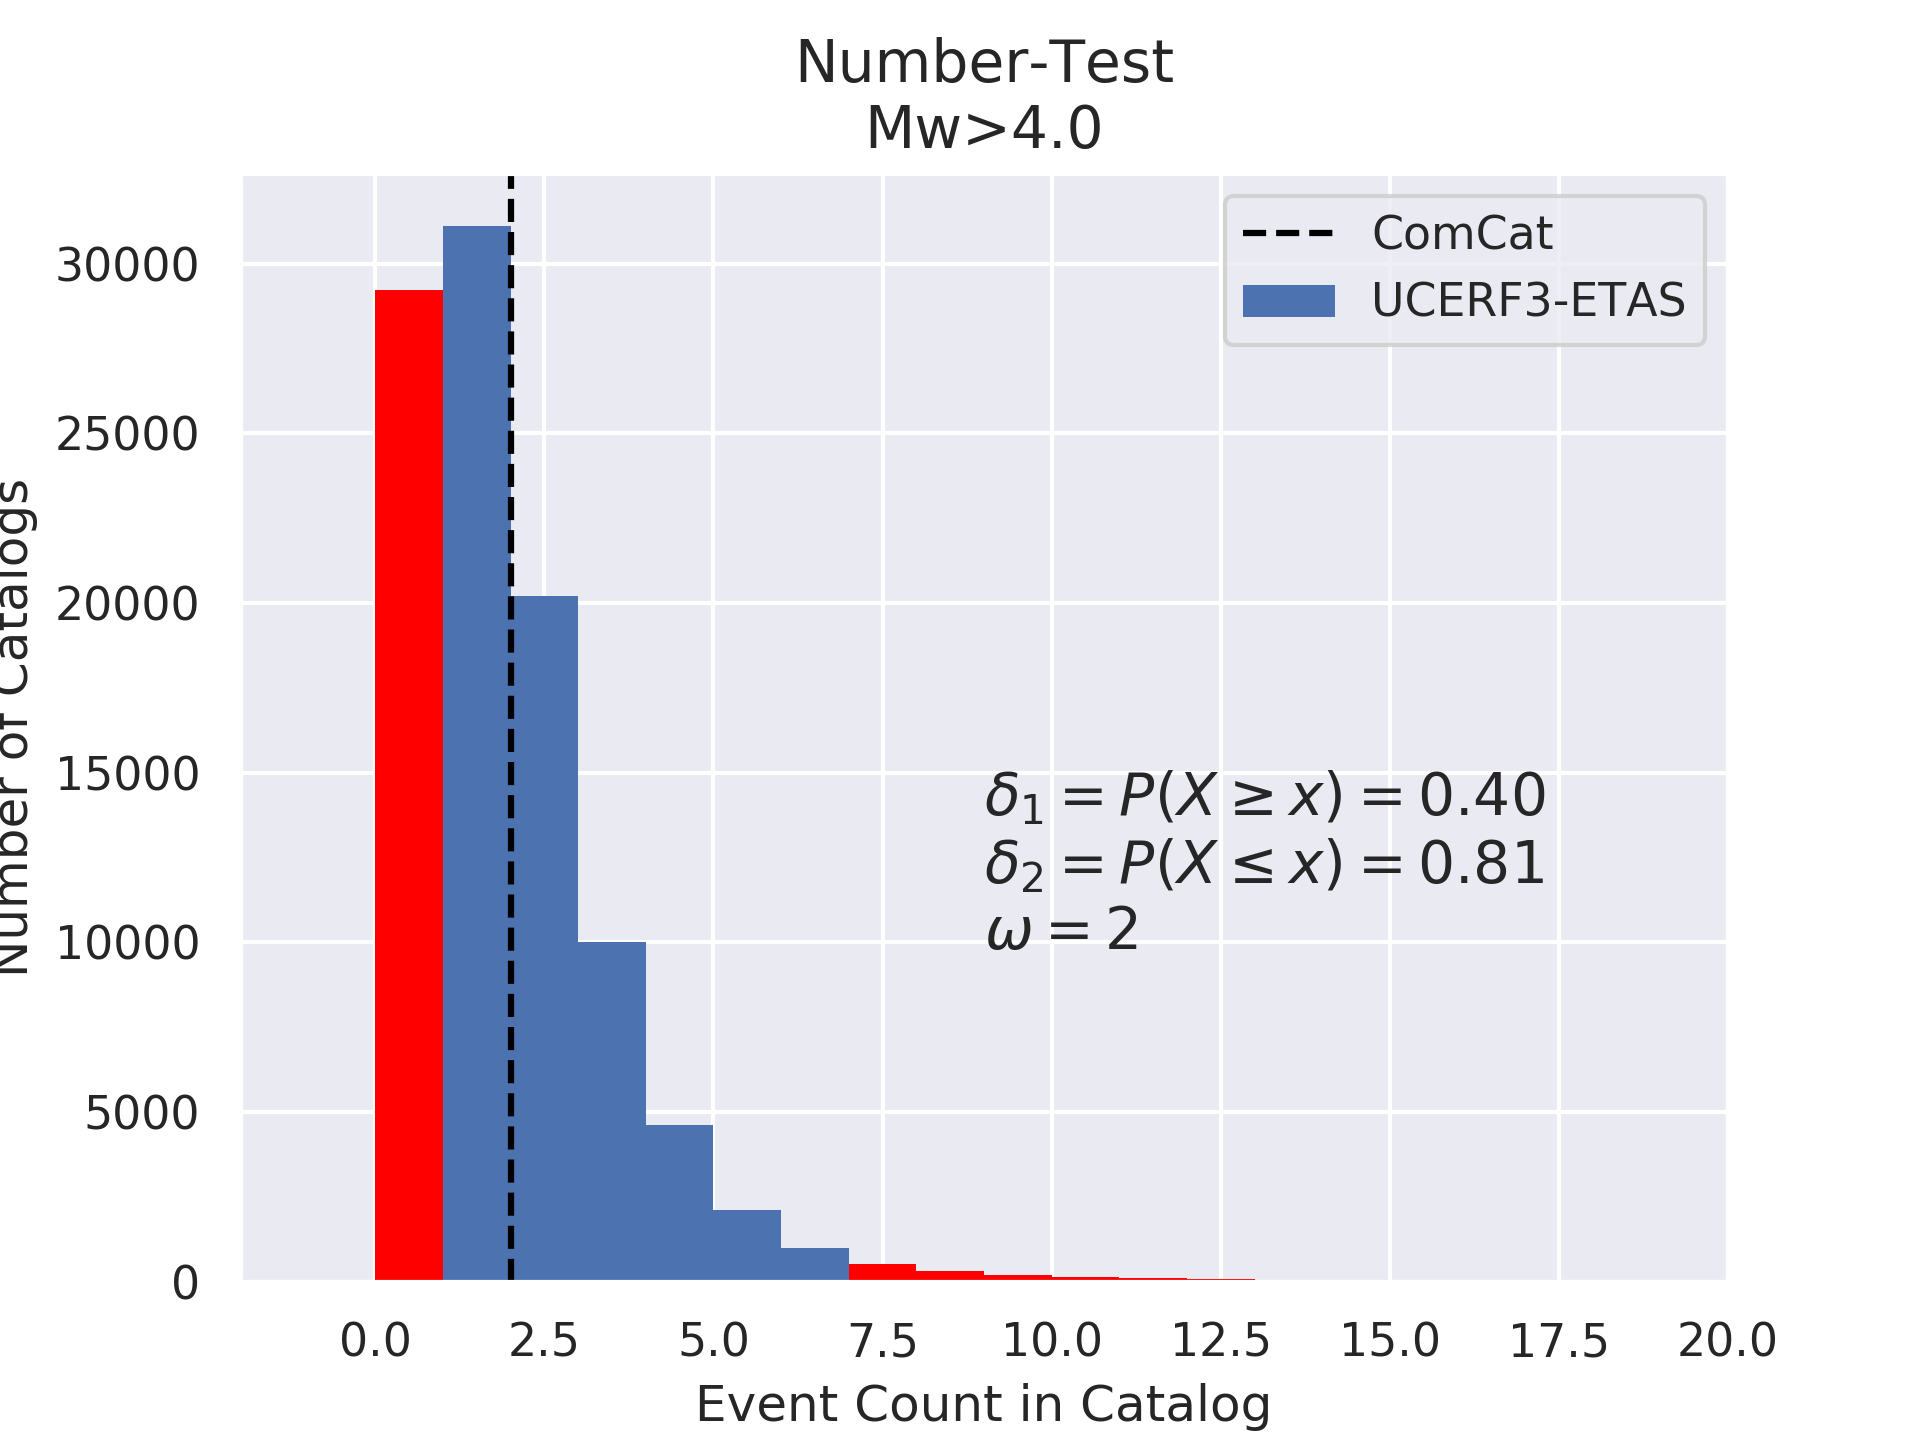 Number-Test
Mw>4.0
ComCat
UCERF3-ETAS
30000
25000
20000
15000
10000
5000
0
Number of Catalogs
δ₁ = P(X ≥ x) = 0.40
δ₂ = P(X ≤ x) = 0.81
ω = 2
0.0 2.5 5.0 7.5 10.0 12.5 15.0 17.5 20.0
Event Count in Catalog